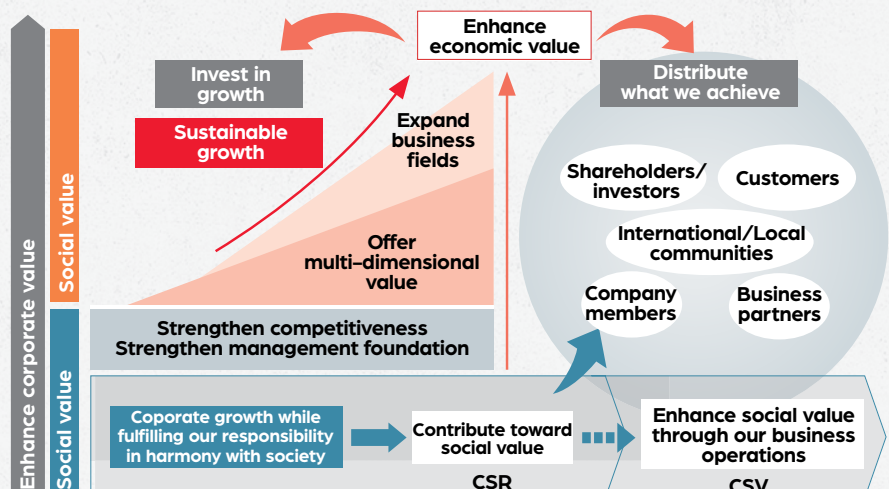 Enhance
economic value
Invest in
growth
Distribute
what we achieve
Sustainable
growth
Expand
business
fields
Shareholders/
investors
Customers
International/Local
communities
Offer
multi-dimensional
value
Company
members
Business
partners
Strengthen competitiveness
Strengthen management foundation
Enhance corporate value
Social value
Social value
Coporate growth while
fulfilling our responsibility
in harmony with society
Contribute toward
social value
Enhance social value
through our business
operations
CSR
CSV